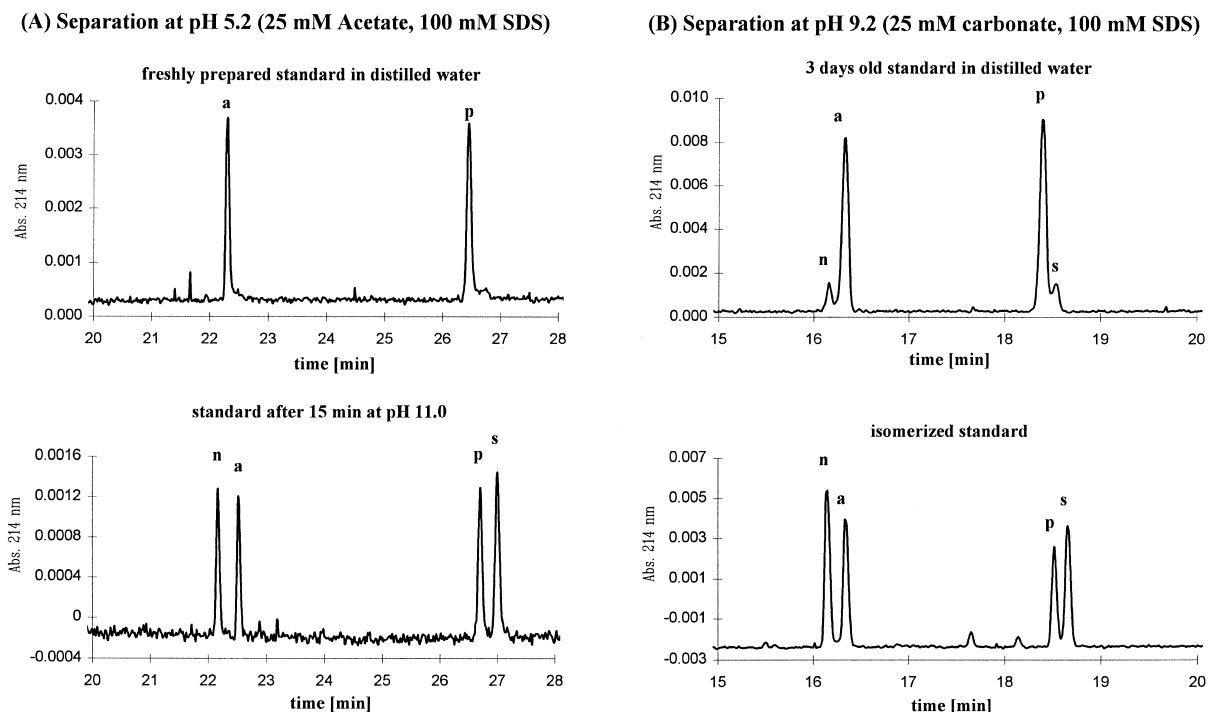 (A) Separation at pH 5.2 (25 mM Acetate, 100 mM SDS)
freshly prepared standard in distilled water
0.004
0.003
0.002
0.001
0.000
Abs. 214 nm
a
p
20 21 22 23 24 25 26 27 28
time [min]
standard after 15 min at pH 11.0
0.0016
0.0012
0.0008
0.0004
0
-0.0004
Abs. 214 nm
n
a
p
s
20 21 22 23 24 25 26 27 28
time [min]
(B) Separation at pH 9.2 (25 mM carbonate, 100 mM SDS)
3 days old standard in distilled water
0.010
0.008
0.006
0.004
0.002
0.000
Abs. 214 nm
n
a
p
s
15 16 17 18 19 20
time [min]
isomerized standard
0.007
0.005
0.003
0.001
-0.001
-0.003
Abs. 214 nm
n
a
p
s
15 16 17 18 19 20
time [min]